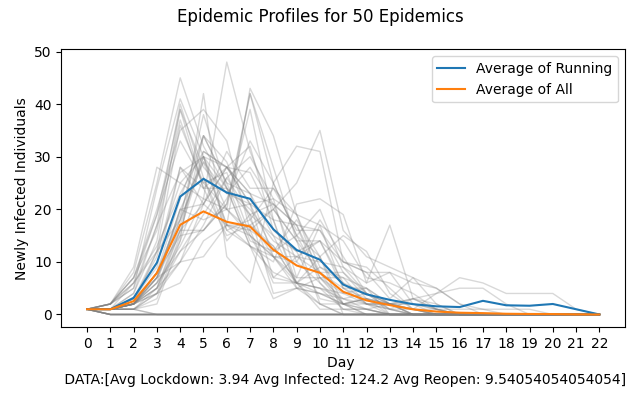 Epidemic Profiles for 50 Epidemics
50
40
30
20
10
0
Newly Infected Individuals
Average of Running
Average of All
0 1 2 3 4 5 6 7 8 9 10 11 12 13 14 15 16 17 18 19 20 21 22
Day
DATA:[Avg Lockdown: 3.94 Avg Infected: 124.2 Avg Reopen: 9.54054054054054]